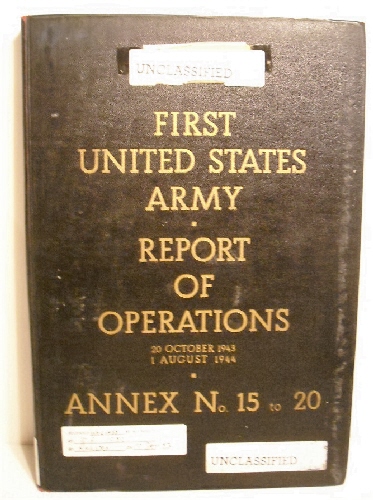 UNCLASSIFIED
FIRST
UNITED STATES
ARMY
·
REPORT
OF
OPERATIONS
20 OCTOBER 1943
1 AUGUST 1944
·
ANNEX No. 15 to 20
UNCLASSIFIED